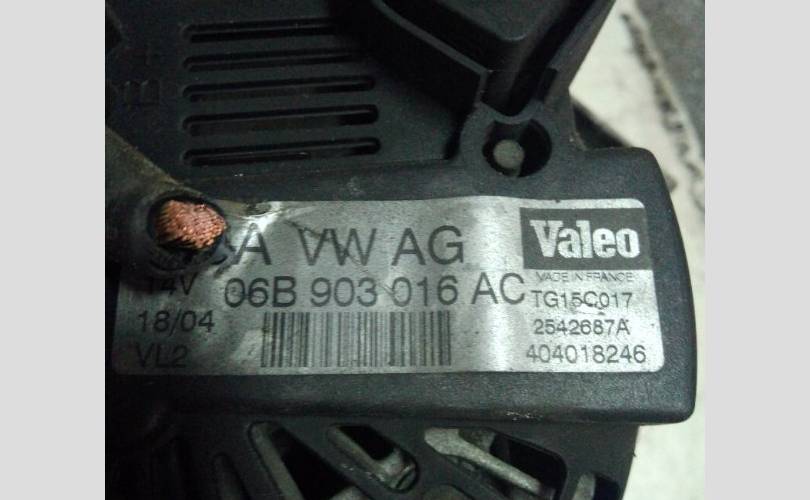 B+
A VW AG
Valeo
MADE IN FRANCE
14V
06B 903 016 AC
TG15C017
18/04
2542687A
VL2
404018246